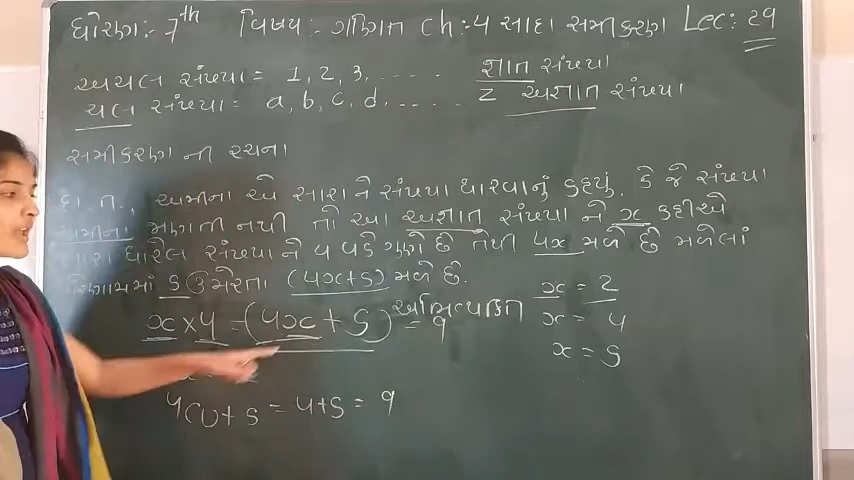 ધોરણ:- 7th વિષય:- ગણિત ch:-4 સાદા સમીકરણ Lec: 29
અચલ સંખ્યા = 1, 2, 3, ..... જ્ઞાત સંખ્યા
ચલ સંખ્યા = a, b, c, d, ..... z અજ્ઞાત સંખ્યા
સમીકરણ ની રચના
દા.ત., અમીના એ સારા ને સંખ્યા ધારવાનું કહ્યું. કે જે સંખ્યા
અમીના જાણતી નથી તો આ અજ્ઞાત સંખ્યા ને x કહીએ
સારા ધારેલ સંખ્યા ને 4 વડે ગુણે છે તેથી 4x મળે છે મળેલાં
પરિણામમાં 5 ઉમેરતા (4x+5) મળે છે.
x × 4 = (4x + 5) અભિવ્યક્તિ = 9
x = 2
x = 4
x = 5
4(1)+5 = 4+5 = 9